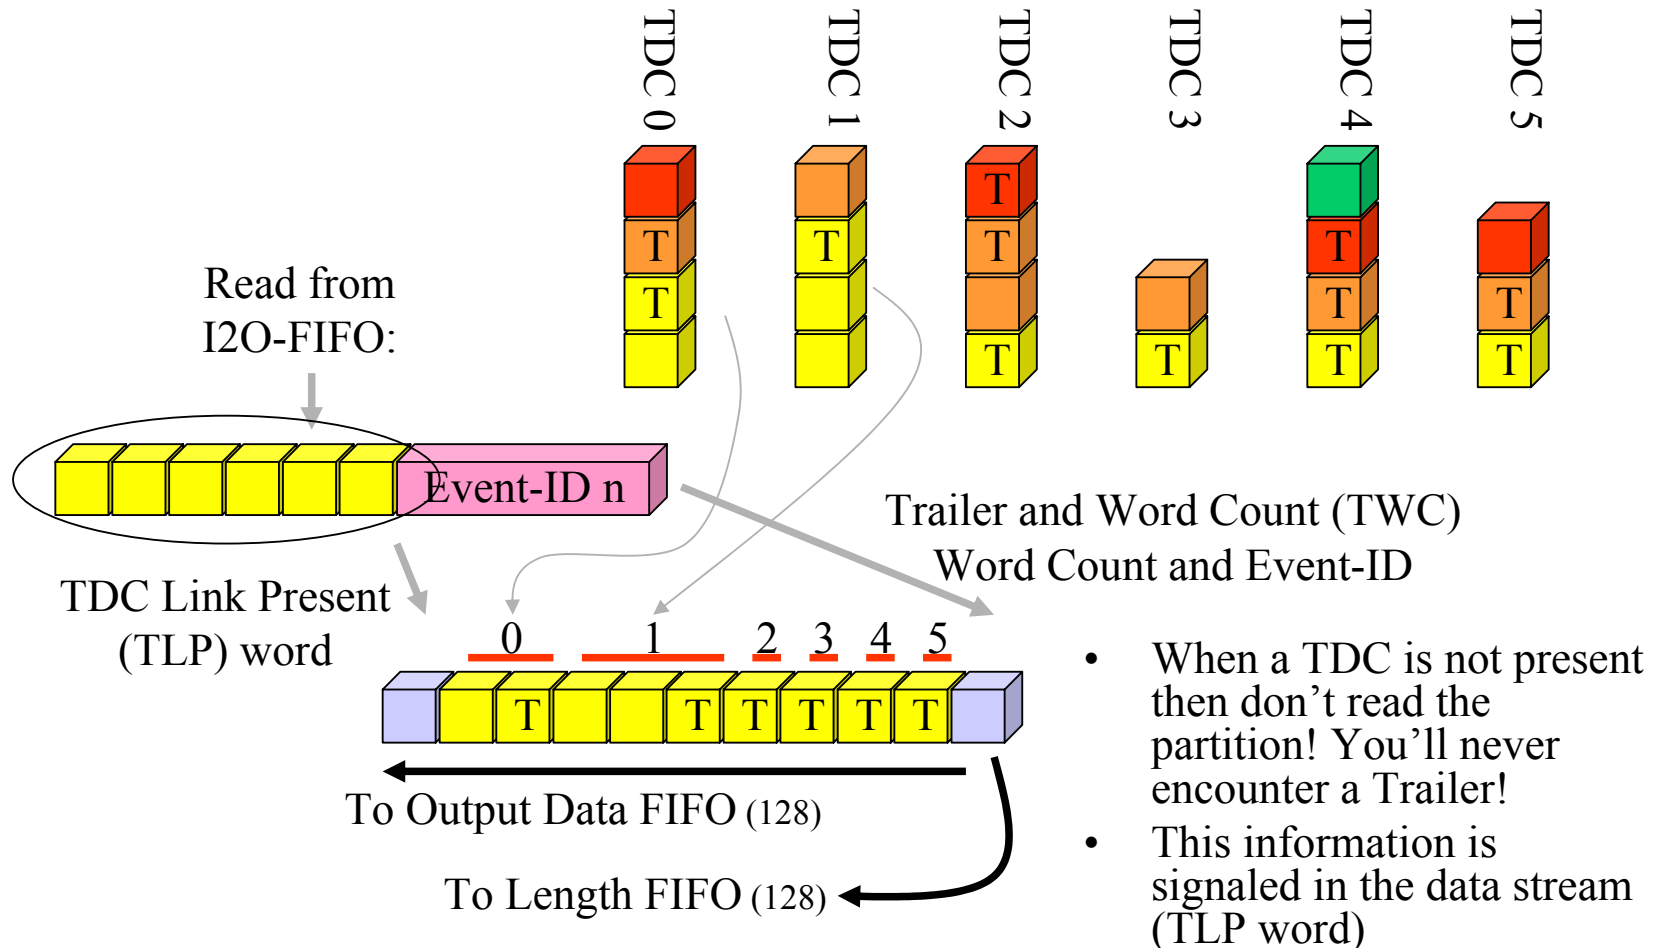 TDC 0
TDC 1
TDC 2
TDC 3
TDC 4
TDC 5
T
T
T
T
T
T
T
T
T
T
T
T
Read from
I2O-FIFO:
Event-ID n
Trailer and Word Count (TWC)
Word Count and Event-ID
TDC Link Present
(TLP) word
0 1 2 3 4 5
T T T T T T
To Output Data FIFO (128)
To Length FIFO (128)
• When a TDC is not present
then don't read the
partition! You'll never
encounter a Trailer!
• This information is
signaled in the data stream
(TLP word)